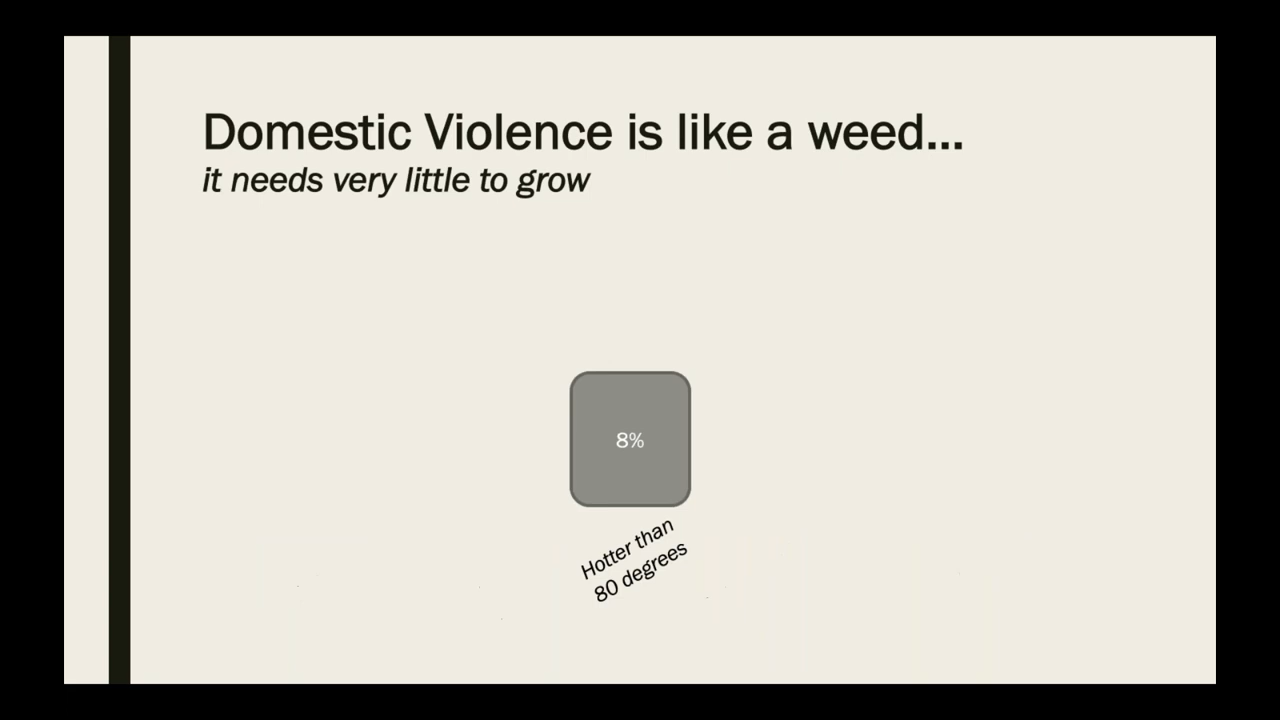 Domestic Violence is like a weed...
it needs very little to grow
8%
Hotter than
80 degrees